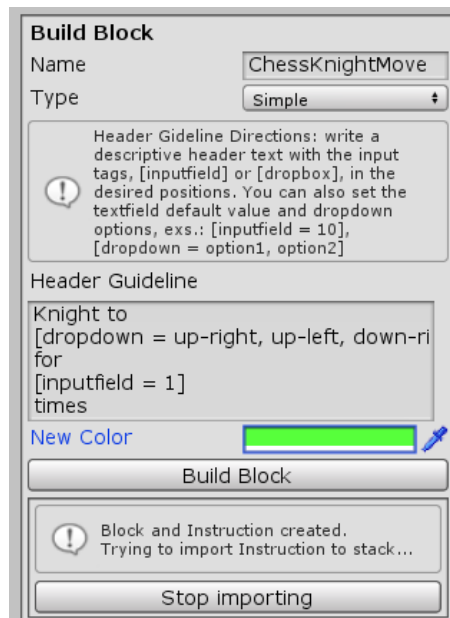 Build Block
Name ChessKnightMove
Type Simple
Header Gideline Directions: write a
descriptive header text with the input
tags, [inputfield] or [dropbox], in the
desired positions. You can also set the
textfield default value and dropdown
options, exs.: [inputfield = 10],
[dropdown = option1, option2]
Header Guideline
Knight to
[dropdown = up-right, up-left, down-ri
for
[inputfield = 1]
times
New Color
Build Block
Block and Instruction created.
Trying to import Instruction to stack...
Stop importing